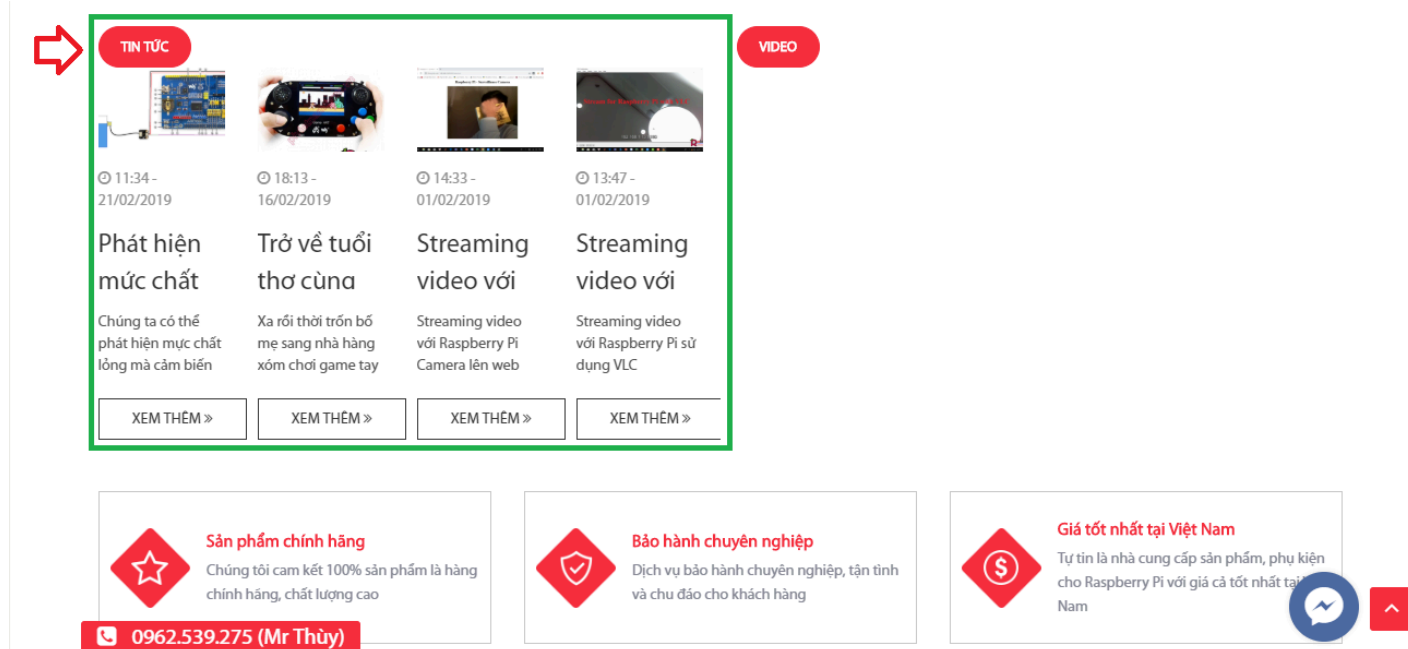 TIN TỨC
VIDEO
11:34 -
21/02/2019
Phát hiện
mức chất
Chúng ta có thể
phát hiện mực chất
lỏng mà cảm biến
XEM THÊM »
18:13 -
16/02/2019
Trở về tuổi
thơ cùng
Xa rồi thời trốn bố
mẹ sang nhà hàng
xóm chơi game tay
XEM THÊM »
14:33 -
01/02/2019
Streaming
video với
Streaming video
với Raspberry Pi
Camera lên web
XEM THÊM »
13:47 -
01/02/2019
Streaming
video với
Streaming video
với Raspberry Pi sử
dụng VLC
XEM THÊM »
Sản phẩm chính hãng
Chúng tôi cam kết 100% sản phẩm là hàng
chính hãng, chất lượng cao
Bảo hành chuyên nghiệp
Dịch vụ bảo hành chuyên nghiệp, tận tình
và chu đáo cho khách hàng
Giá tốt nhất tại Việt Nam
Tự tin là nhà cung cấp sản phẩm, phụ kiện
cho Raspberry Pi với giá cả tốt nhất tại
Nam
0962.539.275 (Mr Thùy)